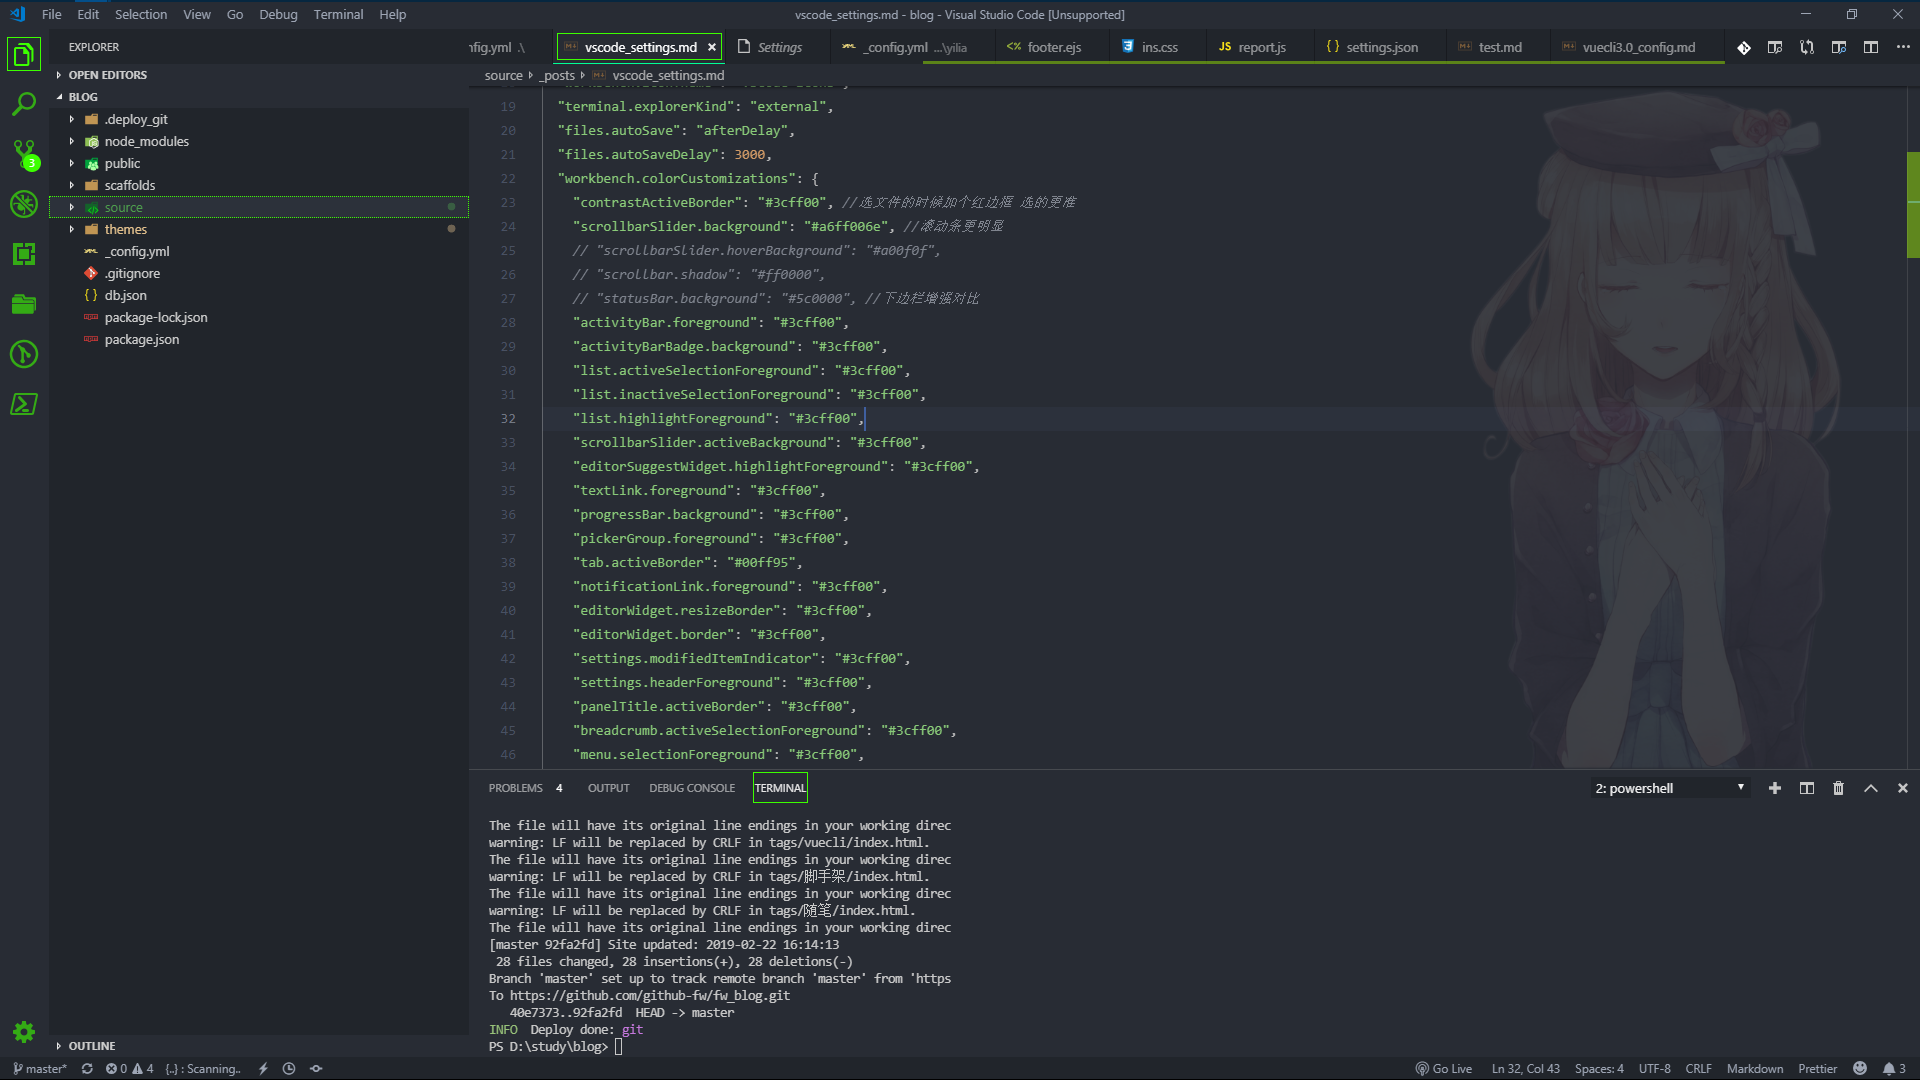 File Edit Selection View Go Debug Terminal Help
vscode_settings.md - blog - Visual Studio Code [Unsupported]
EXPLORER
nfig.yml .\
vscode_settings.md ×
Settings
_config.yml ...\yilia
<% footer.ejs
ins.css
JS report.js
{ } settings.json
test.md
vuecli3.0_config.md
OPEN EDITORS
BLOG
.deploy_git
node_modules
public
scaffolds
source
themes
_config.yml
.gitignore
{ } db.json
package-lock.json
package.json
OUTLINE
3
source _posts vscode_settings.md
19 "terminal.explorerKind": "external",
20 "files.autoSave": "afterDelay",
21 "files.autoSaveDelay": 3000,
22 "workbench.colorCustomizations": {
23 "contrastActiveBorder": "#3cff00", //选文件的时候加个红边框 选的更准
24 "scrollbarSlider.background": "#a6ff006e", //滚动条更明显
25 // "scrollbarSlider.hoverBackground": "#a00f0f",
26 // "scrollbar.shadow": "#ff0000",
27 // "statusBar.background": "#5c0000", //下边栏增强对比
28 "activityBar.foreground": "#3cff00",
29 "activityBarBadge.background": "#3cff00",
30 "list.activeSelectionForeground": "#3cff00",
31 "list.inactiveSelectionForeground": "#3cff00",
32 "list.highlightForeground": "#3cff00",
33 "scrollbarSlider.activeBackground": "#3cff00",
34 "editorSuggestWidget.highlightForeground": "#3cff00",
35 "textLink.foreground": "#3cff00",
36 "progressBar.background": "#3cff00",
37 "pickerGroup.foreground": "#3cff00",
38 "tab.activeBorder": "#00ff95",
39 "notificationLink.foreground": "#3cff00",
40 "editorWidget.resizeBorder": "#3cff00",
41 "editorWidget.border": "#3cff00",
42 "settings.modifiedItemIndicator": "#3cff00",
43 "settings.headerForeground": "#3cff00",
44 "panelTitle.activeBorder": "#3cff00",
45 "breadcrumb.activeSelectionForeground": "#3cff00",
46 "menu.selectionForeground": "#3cff00",
PROBLEMS 4 OUTPUT DEBUG CONSOLE TERMINAL
2: powershell
The file will have its original line endings in your working direc
warning: LF will be replaced by CRLF in tags/vuecli/index.html.
The file will have its original line endings in your working direc
warning: LF will be replaced by CRLF in tags/脚手架/index.html.
The file will have its original line endings in your working direc
warning: LF will be replaced by CRLF in tags/随笔/index.html.
The file will have its original line endings in your working direc
[master 92fa2fd] Site updated: 2019-02-22 16:14:13
28 files changed, 28 insertions(+), 28 deletions(-)
Branch 'master' set up to track remote branch 'master' from 'https
To https://github.com/github-fw/fw_blog.git
40e7373..92fa2fd HEAD -> master
INFO Deploy done: git
PS D:\study\blog>
master* 0 4 {..} : Scanning.. Go Live Ln 32, Col 43 Spaces: 4 UTF-8 CRLF Markdown Prettier 3